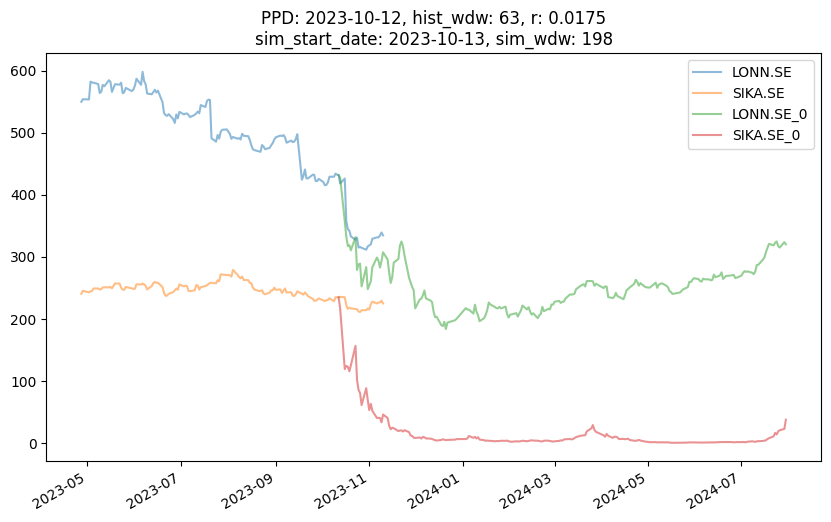 PPD: 2023-10-12, hist_wdw: 63, r: 0.0175
sim_start_date: 2023-10-13, sim_wdw: 198
LONN.SE
SIKA.SE
LONN.SE_0
SIKA.SE_0
600
500
400
300
200
100
0
2023-05
2023-07
2023-09
2023-11
2024-01
2024-03
2024-05
2024-07